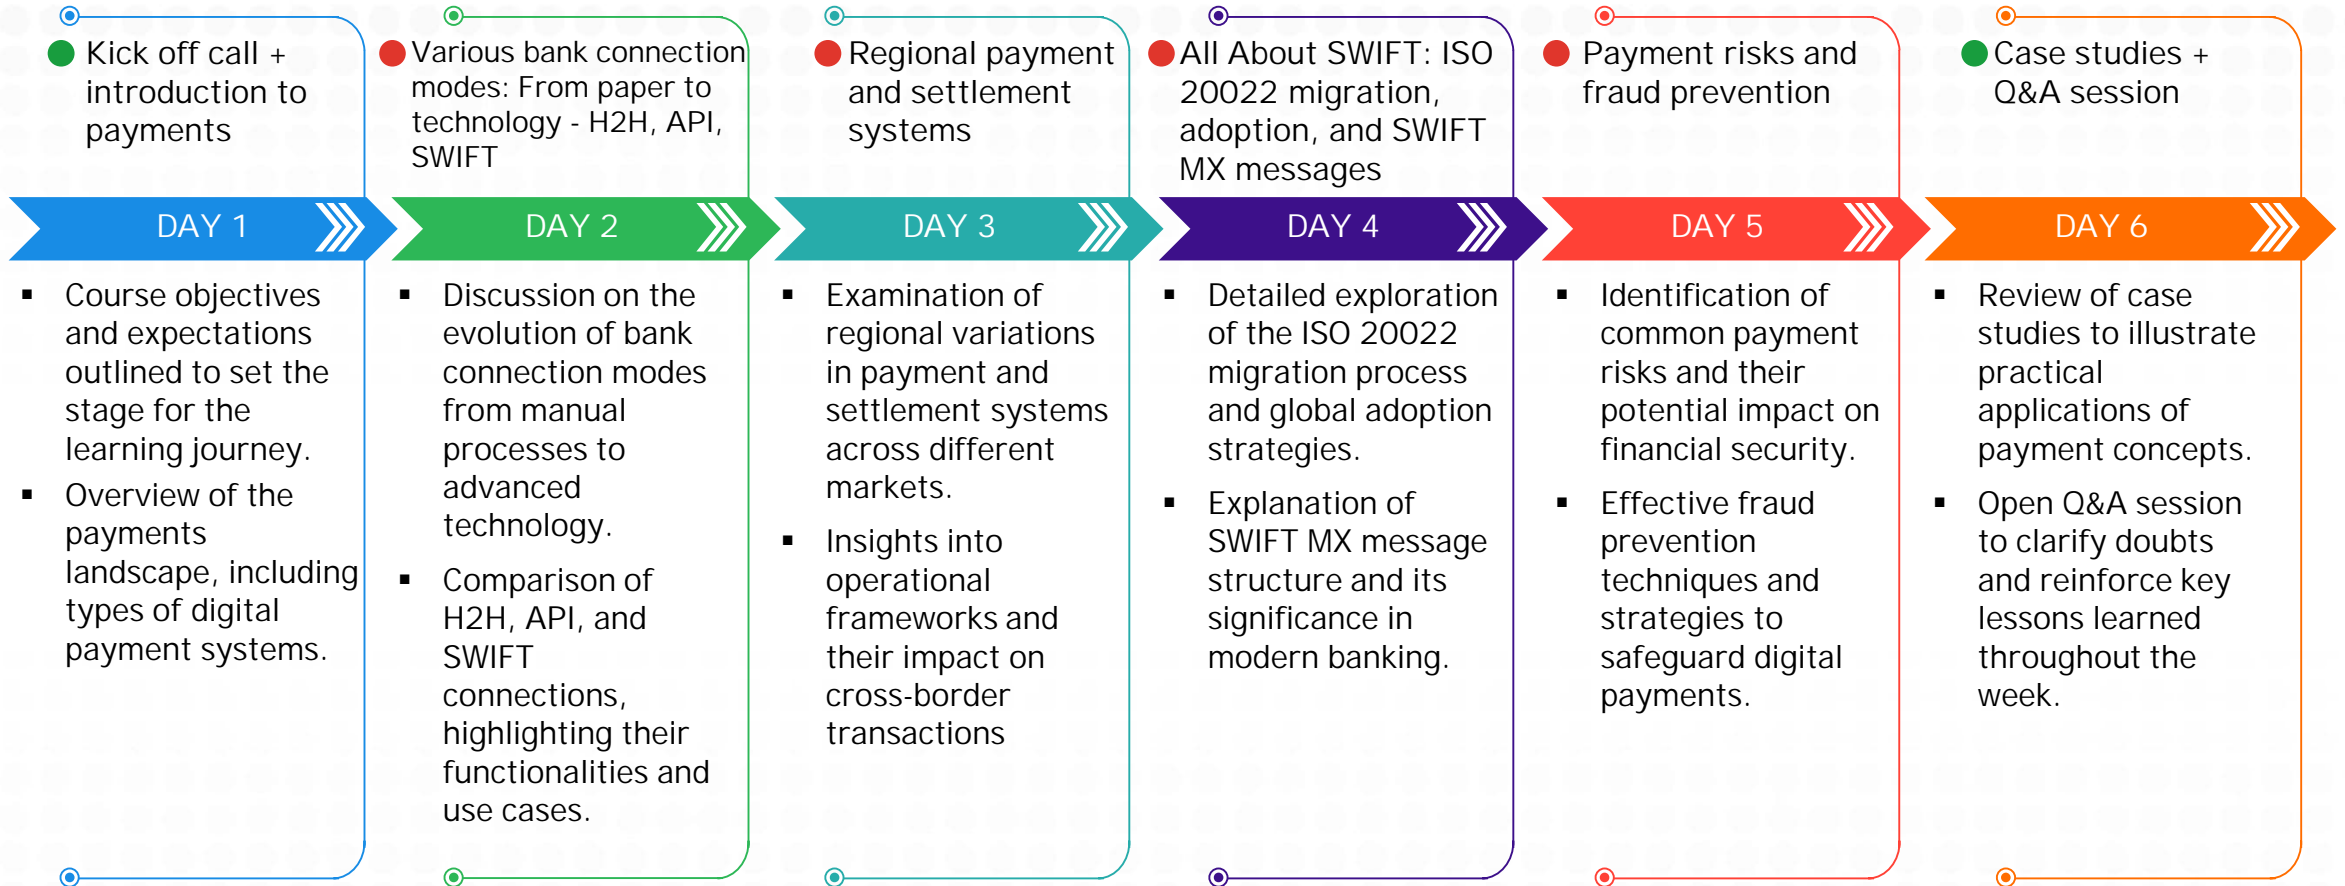 Kick off call +
introduction to
payments
Various bank connection
modes: From paper to
technology - H2H, API,
SWIFT
Regional payment
and settlement
systems
All About SWIFT: ISO
20022 migration,
adoption, and SWIFT
MX messages
Payment risks and
fraud prevention
Case studies +
Q&A session
DAY 1
DAY 2
DAY 3
DAY 4
DAY 5
DAY 6
▪ Course objectives
and expectations
outlined to set the
stage for the
learning journey.
▪ Overview of the
payments
landscape, including
types of digital
payment systems.
▪ Discussion on the
evolution of bank
connection modes
from manual
processes to
advanced
technology.
▪ Comparison of
H2H, API, and
SWIFT
connections,
highlighting their
functionalities and
use cases.
▪ Examination of
regional variations
in payment and
settlement systems
across different
markets.
▪ Insights into
operational
frameworks and
their impact on
cross-border
transactions
▪ Detailed exploration
of the ISO 20022
migration process
and global adoption
strategies.
▪ Explanation of
SWIFT MX message
structure and its
significance in
modern banking.
▪ Identification of
common payment
risks and their
potential impact on
financial security.
▪ Effective fraud
prevention
techniques and
strategies to
safeguard digital
payments.
▪ Review of case
studies to illustrate
practical
applications of
payment concepts.
▪ Open Q&A session
to clarify doubts
and reinforce key
lessons learned
throughout the
week.